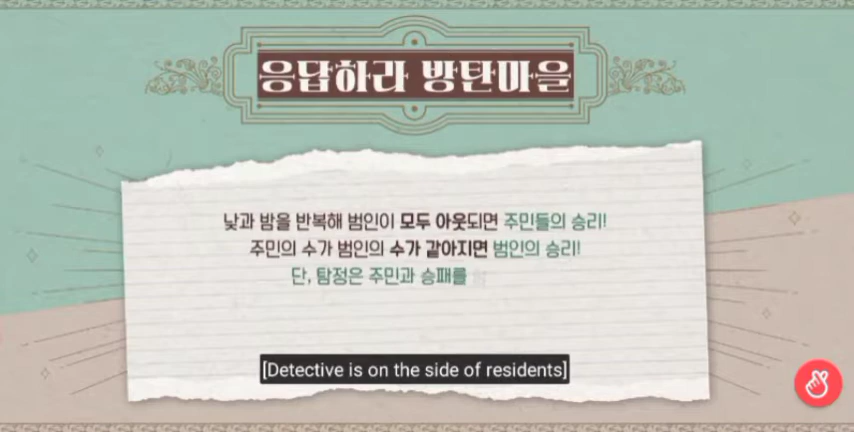 응답하라 방탄마을
낮과 밤을 반복해 범인이 모두 아웃되면 주민들의 승리!
주민의 수가 범인의 수가 같아지면 범인의 승리!
단, 탐정은 주민과 승패를
[Detective is on the side of residents]